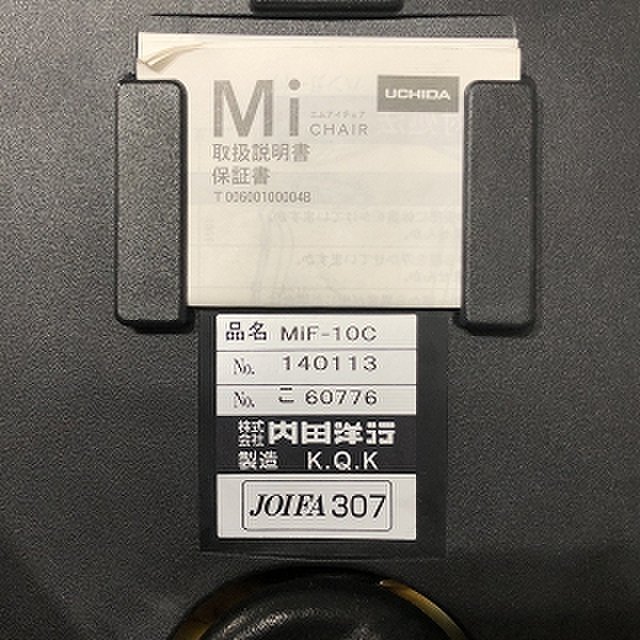 Mi
エムアイチェア
CHAIR
UCHIDA
取扱説明書
保証書
T006001000048
品名 MiF-10C
No. 140113
No. こ 60776
株式会社 内田洋行
製造 K.Q.K
JOIFA 307